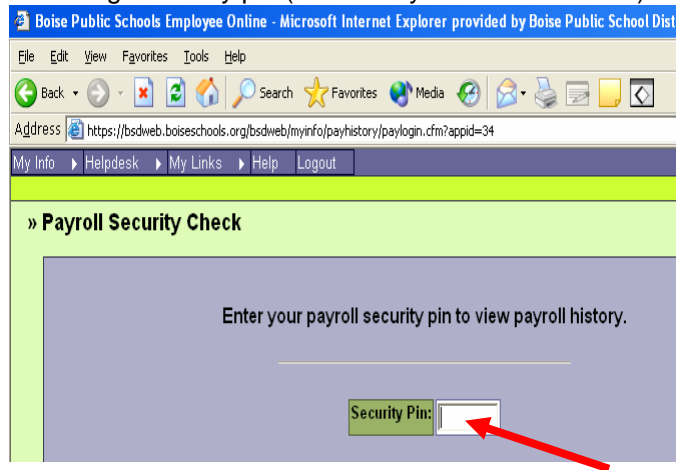 Boise Public Schools Employee Online - Microsoft Internet Explorer provided by Boise Public School Dist
File Edit View Favorites Tools Help
Back Search Favorites Media
Address https://bsdweb.boiseschools.org/bsdweb/myinfo/payhistory/paylogin.cfm?appid=34
My Info Helpdesk My Links Help Logout
» Payroll Security Check
Enter your payroll security pin to view payroll history.
Security Pin: